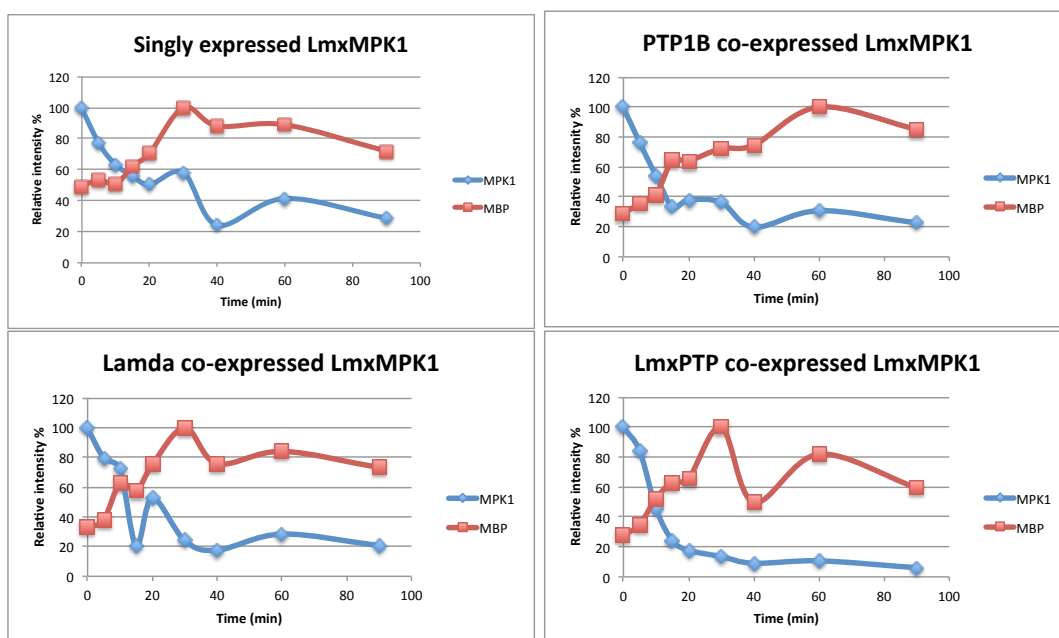 Singly expressed LmxMPK1
Relative intensity %
120
100
80
60
40
20
0
0 20 40 60 80 100
Time (min)
MPK1
MBP
PTP1B co-expressed LmxMPK1
Relative intesnity %
120
100
80
60
40
20
0
0 20 40 60 80 100
Time (min)
MPK1
MBP
Lamda co-expressed LmxMPK1
Relative intensity %
120
100
80
60
40
20
0
0 20 40 60 80 100
Time (min)
MPK1
MBP
LmxPTP co-expressed LmxMPK1
Relative intensity %
120
100
80
60
40
20
0
0 20 40 60 80 100
Time (min)
MPK1
MBP